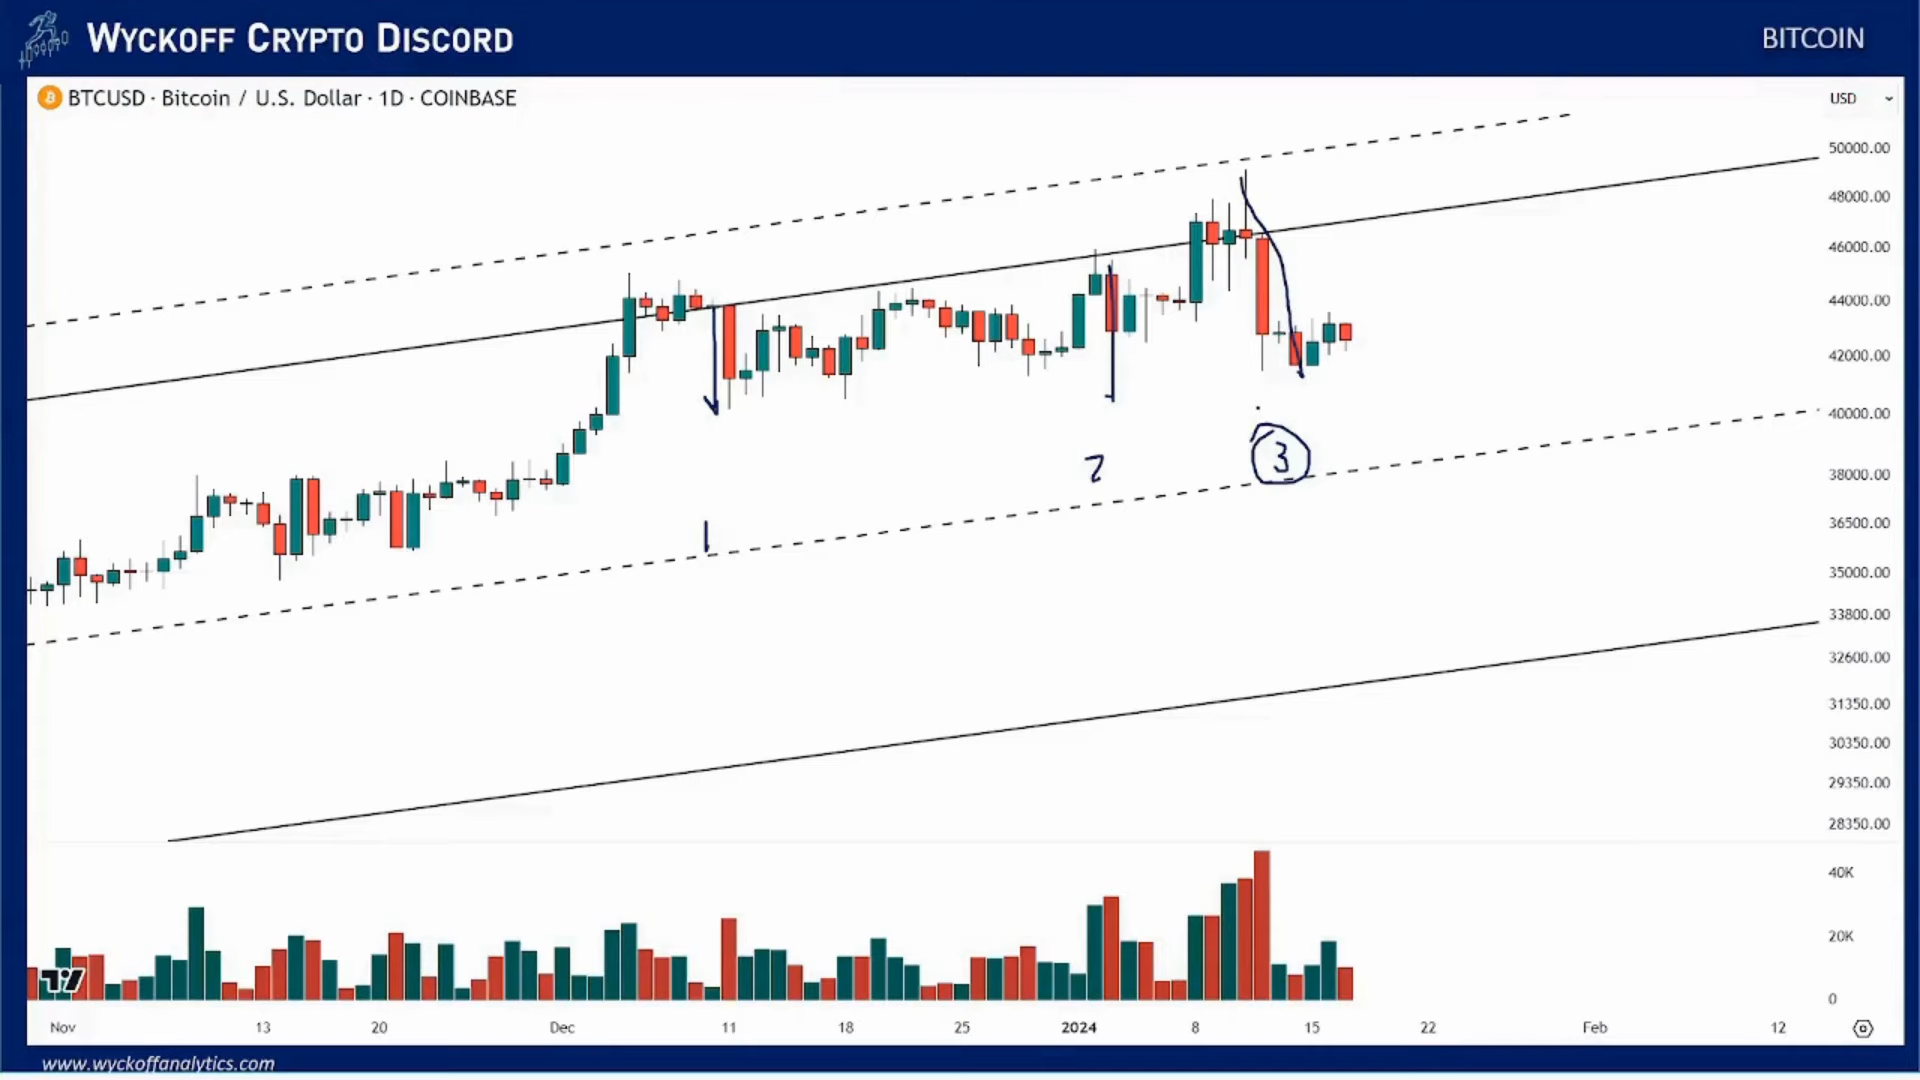 WYCKOFF CRYPTO DISCORD
BITCOIN
BTCUSD · Bitcoin / U.S. Dollar · 1D · COINBASE
USD
50000.00
48000.00
46000.00
44000.00
42000.00
40000.00
38000.00
36500.00
35000.00
33800.00
32600.00
31350.00
30350.00
29350.00
28350.00
1
2
3
40K
20K
0
Nov 13 20 Dec 11 18 25 2024 8 15 22 Feb 12
www.wyckoffanalytics.com